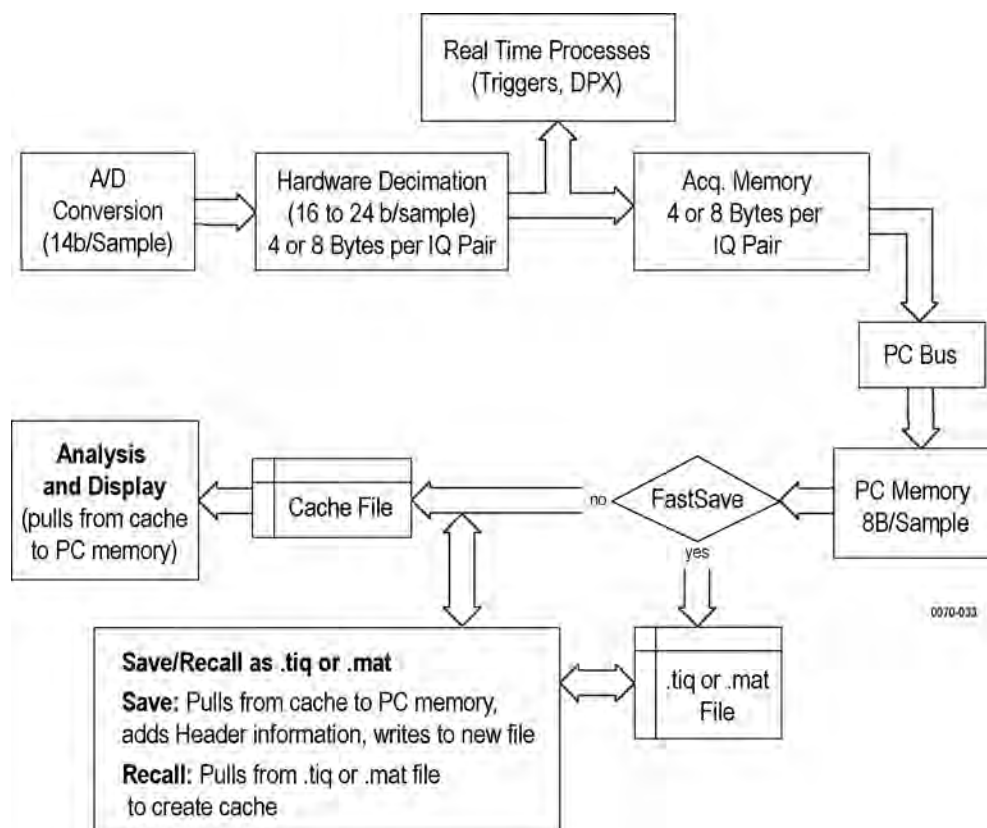 Real Time Processes
(Triggers, DPX)
A/D
Conversion
(14b/Sample)
Hardware Decimation
(16 to 24 b/sample)
4 or 8 Bytes per IQ Pair
Acq. Memory
4 or 8 Bytes per
IQ Pair
PC Bus
PC Memory
8B/Sample
FastSave
no
yes
Cache File
Analysis
and Display
(pulls from cache
to PC memory)
0070-033
Save/Recall as .tiq or .mat
Save: Pulls from cache to PC memory,
adds Header information, writes to new file
Recall: Pulls from .tiq or .mat file
to create cache
.tiq or .mat
File